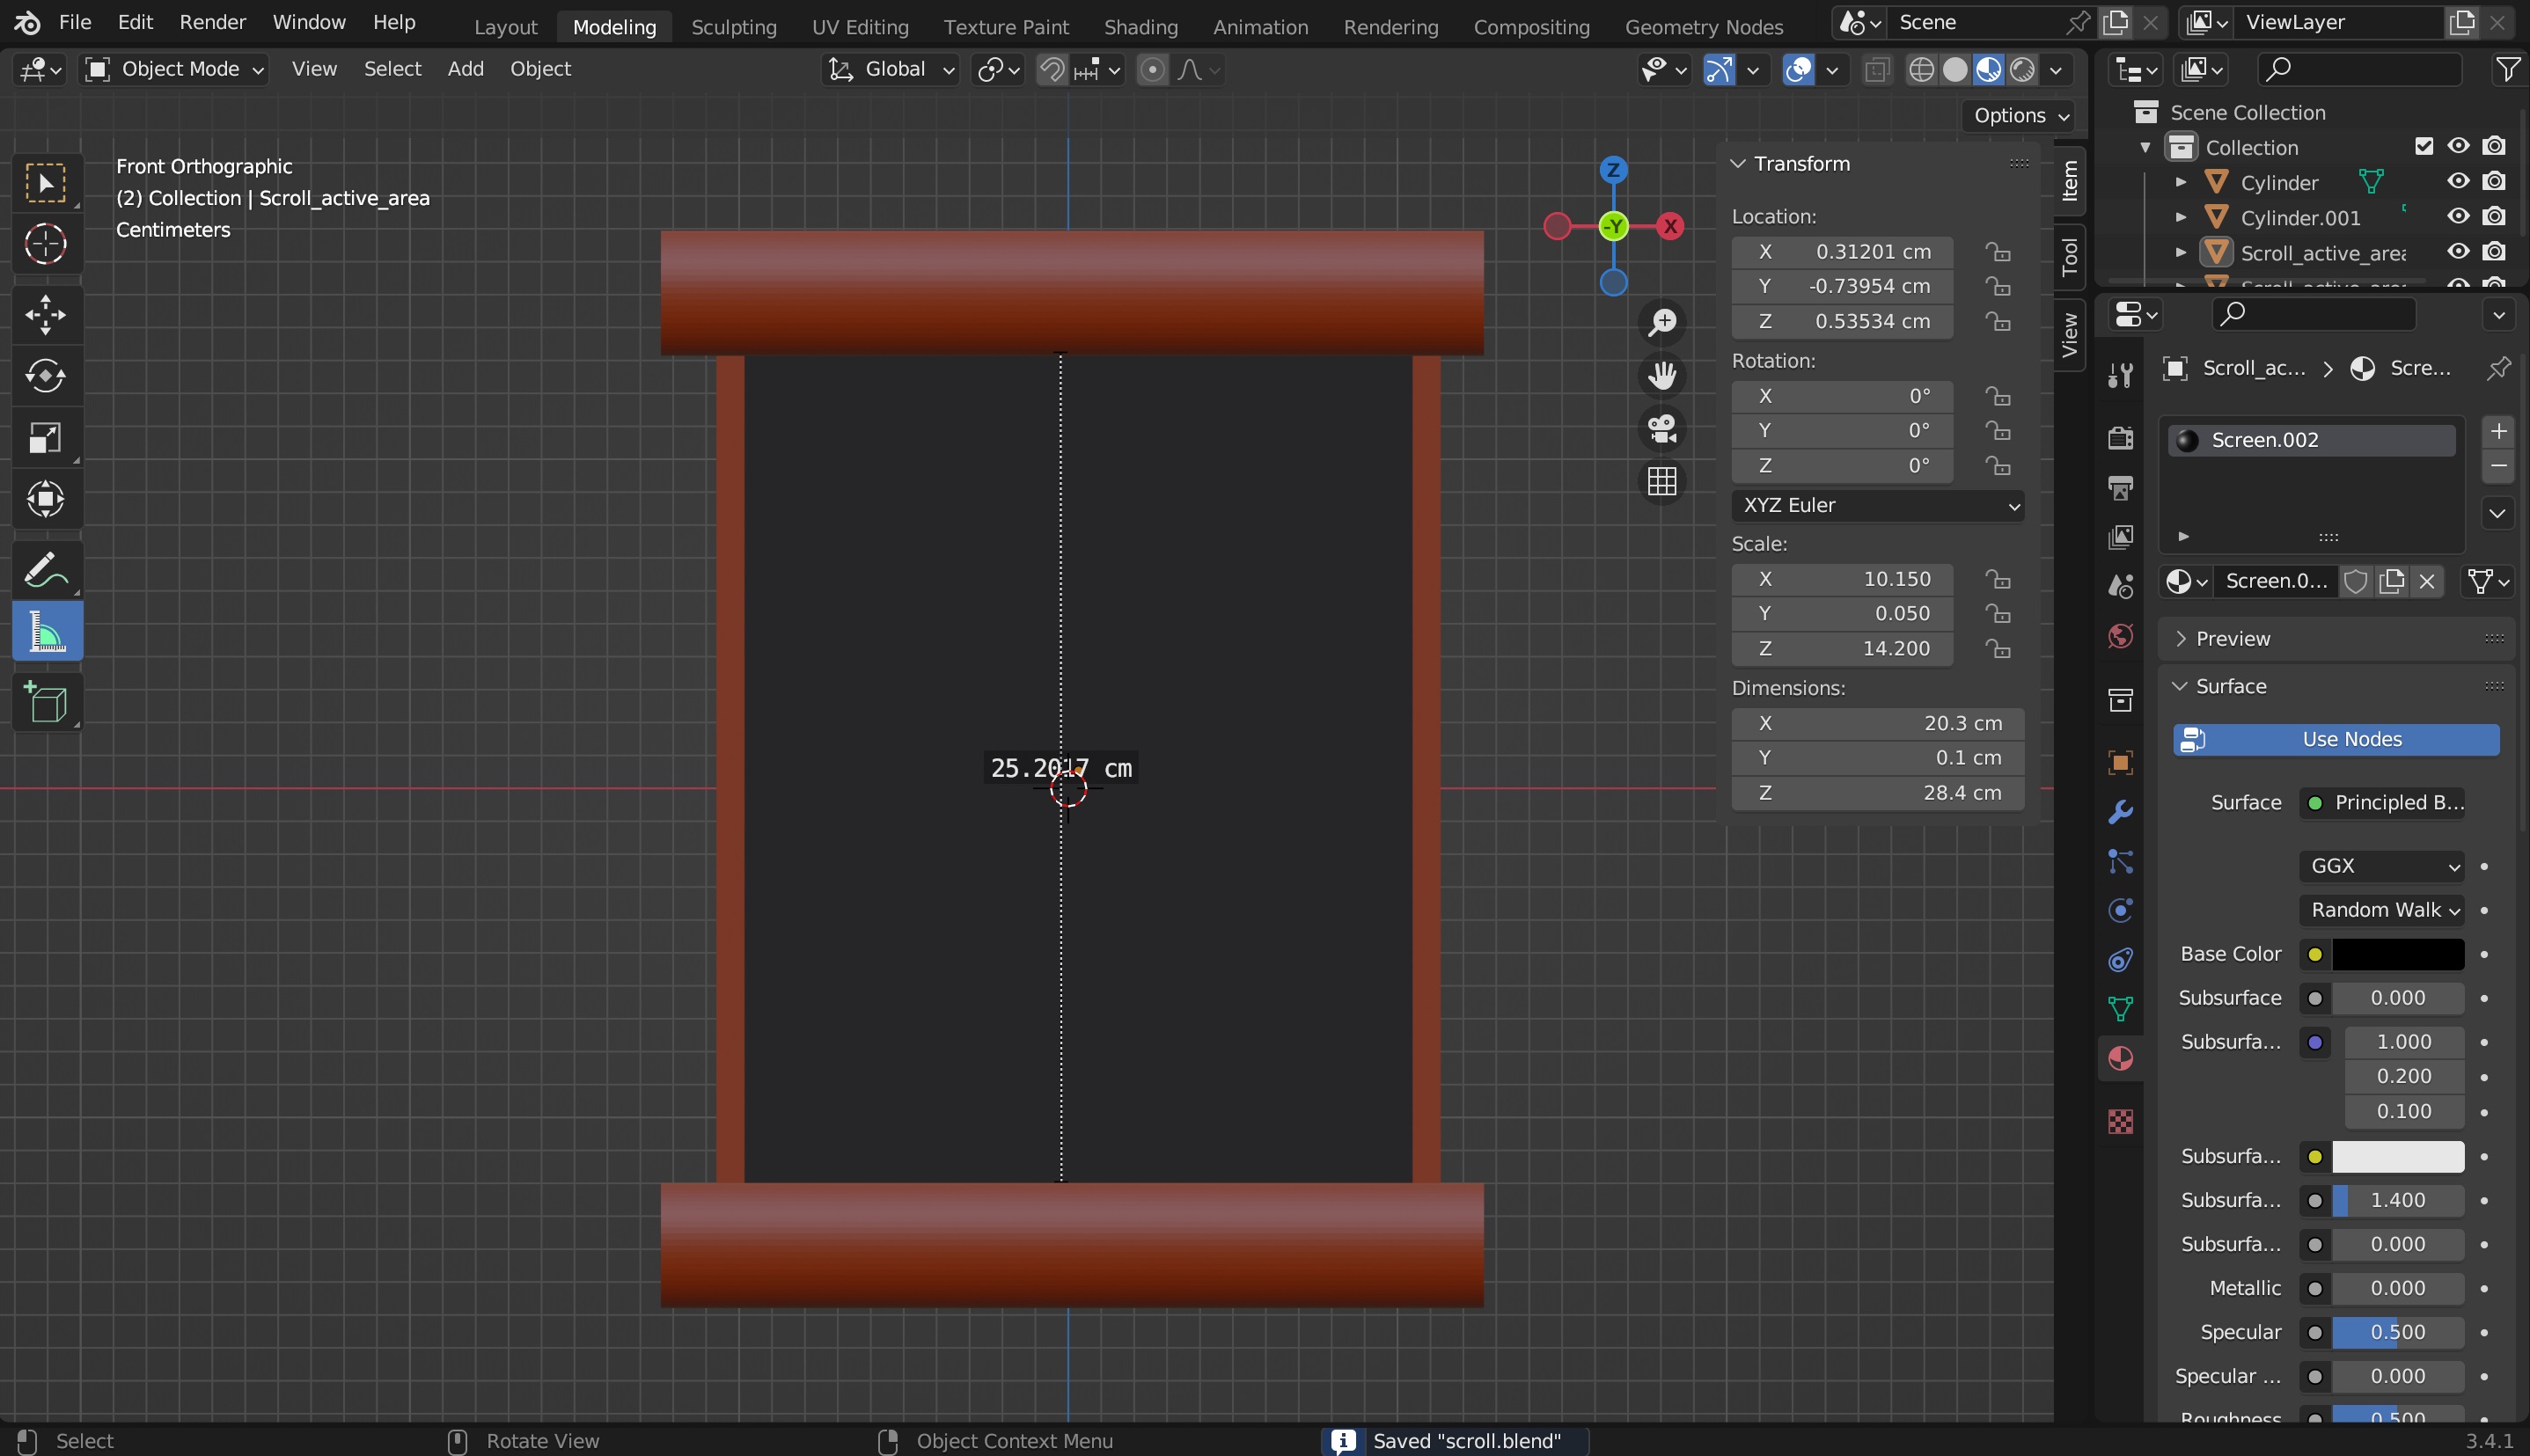 File Edit Render Window Help
Layout Modeling Sculpting UV Editing Texture Paint Shading Animation Rendering Compositing Geometry Nodes
Scene
ViewLayer
Object Mode View Select Add Object
Global
Options
Front Orthographic
(2) Collection | Scroll_active_area
Centimeters
25.2017 cm
Z
-Y
X
Transform
Location:
X 0.31201 cm
Y -0.73954 cm
Z 0.53534 cm
Rotation:
X 0°
Y 0°
Z 0°
XYZ Euler
Scale:
X 10.150
Y 0.050
Z 14.200
Dimensions:
X 20.3 cm
Y 0.1 cm
Z 28.4 cm
Item
Tool
View
Scene Collection
Collection
Cylinder
Cylinder.001
Scroll_active_area
Scroll_ac... > Scre...
Screen.002
Screen.0...
Preview
Surface
Use Nodes
Surface Principled B...
GGX
Random Walk
Base Color
Subsurface 0.000
Subsurfa... 1.000
0.200
0.100
Subsurfa...
Subsurfa... 1.400
Subsurfa... 0.000
Metallic 0.000
Specular 0.500
Specular ... 0.000
Roughness 0.500
Select
Rotate View
Object Context Menu
Saved "scroll.blend"
3.4.1